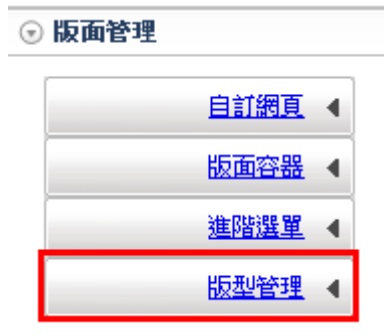 版面管理
自訂網頁
版面容器
進階選單
版型管理